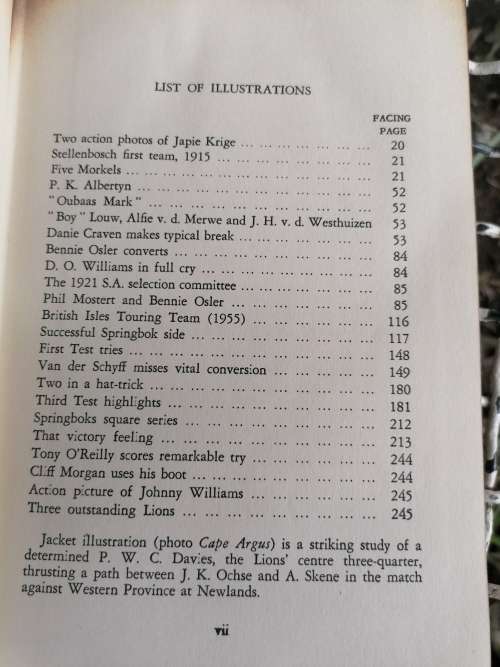 LIST OF ILLUSTRATIONS
FACING
PAGE
Two action photos of Japie Krige ... ... ... ... ... ... 20
Stellenbosch first team, 1915 ... ... ... ... ... ... ... 21
Five Morkels ... ... ... ... ... ... ... ... ... ... 21
P. K. Albertyn ... ... ... ... ... ... ... ... ... ... 52
"Oubaas Mark" ... ... ... ... ... ... ... ... ... 52
"Boy" Louw, Alfie v. d. Merwe and J. H. v. d. Westhuizen 53
Danie Craven makes typical break ... ... ... ... ... ... 53
Bennie Osler converts ... ... ... ... ... ... ... ... 84
D. O. Williams in full cry ... ... ... ... ... ... ... 84
The 1921 S.A. selection committee ... ... ... ... ... ... 85
Phil Mostert and Bennie Osler ... ... ... ... ... ... 85
British Isles Touring Team (1955) ... ... ... ... ... ... 116
Successful Springbok side ... ... ... ... ... ... ... ... 117
First Test tries ... ... ... ... ... ... ... ... ... ... 148
Van der Schyff misses vital conversion ... ... ... ... ... 149
Two in a hat-trick ... ... ... ... ... ... ... ... ... 180
Third Test highlights ... ... ... ... ... ... ... ... ... 181
Springboks square series ... ... ... ... ... ... ... ... 212
That victory feeling ... ... ... ... ... ... ... ... ... 213
Tony O'Reilly scores remarkable try ... ... ... ... ... ... 244
Cliff Morgan uses his boot ... ... ... ... ... ... ... ... 244
Action picture of Johnny Williams ... ... ... ... ... ... 245
Three outstanding Lions ... ... ... ... ... ... ... ... 245
Jacket illustration (photo Cape Argus) is a striking study of a
determined P. W. C. Davies, the Lions' centre three-quarter,
thrusting a path between J. K. Ochse and A. Skene in the match
against Western Province at Newlands.
vii